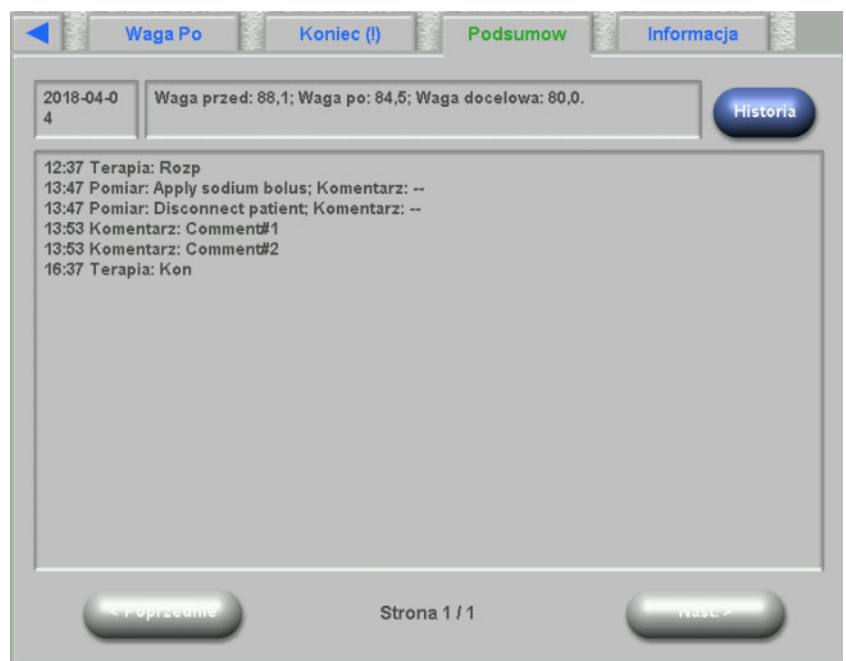 Waga Po
Koniec (!)
Podsumow
Informacja
2018-04-0
4
Waga przed: 88,1; Waga po: 84,5; Waga docelowa: 80,0.
Historia
12:37 Terapia: Rozp
13:47 Pomiar: Apply sodium bolus; Komentarz: --
13:47 Pomiar: Disconnect patient; Komentarz: --
13:53 Komentarz: Comment#1
13:53 Komentarz: Comment#2
16:37 Terapia: Kon
< Poprzednie
Strona 1 / 1
Nast. >